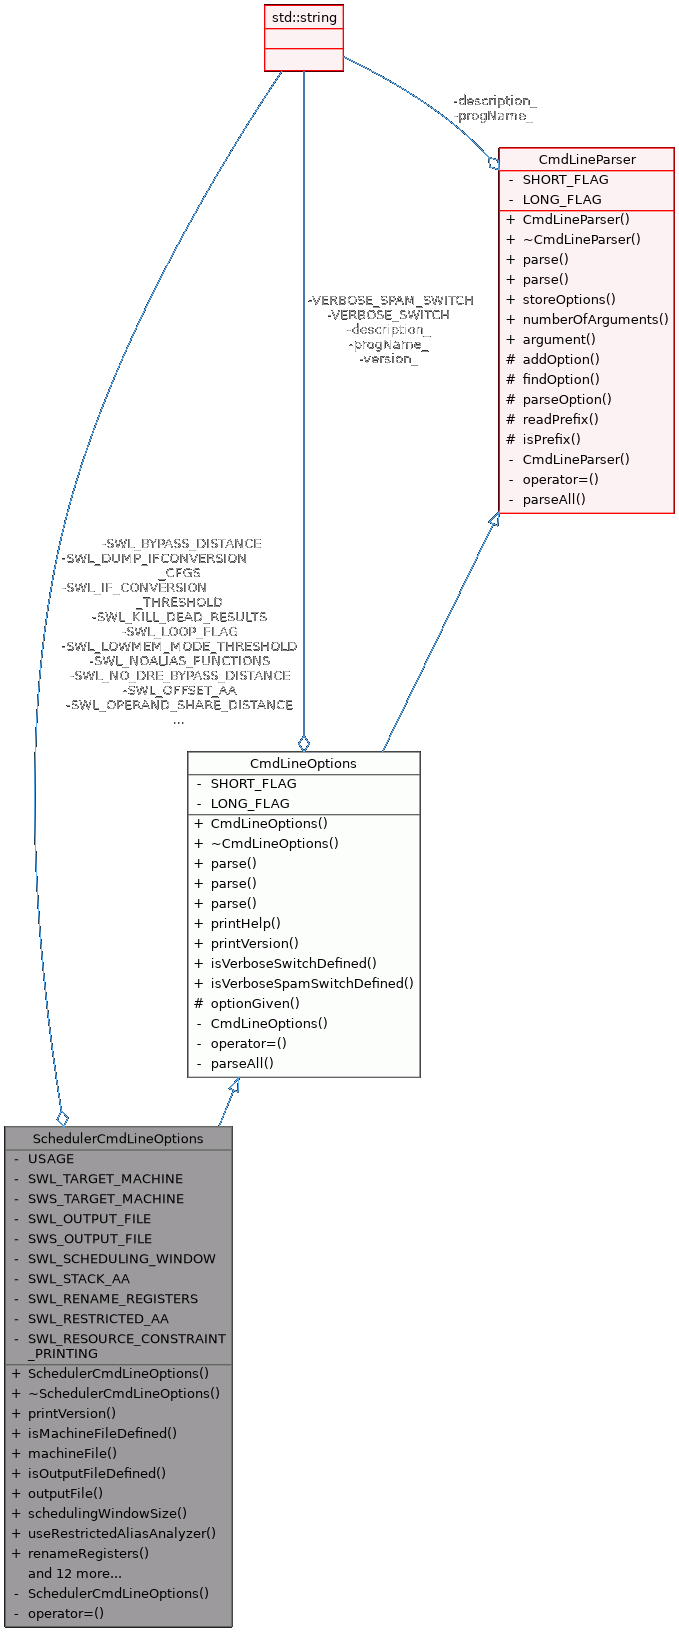 std::string
-description_
-progName_
CmdLineParser
- SHORT_FLAG
- LONG_FLAG
+ CmdLineParser()
+ ~CmdLineParser()
+ parse()
+ parse()
+ storeOptions()
+ numberOfArguments()
+ argument()
# addOption()
# findOption()
# parseOption()
# readPrefix()
# isPrefix()
- CmdLineParser()
- operator=()
- parseAll()
-VERBOSE_SPAM_SWITCH
-VERBOSE_SWITCH
-description_
-progName_
-version_
-SWL_BYPASS_DISTANCE
-SWL_DUMP_IFCONVERSION
_CFGS
-SWL_IF_CONVERSION
_THRESHOLD
-SWL_KILL_DEAD_RESULTS
-SWL_LOOP_FLAG
-SWL_LOWMEM_MODE_THRESHOLD
-SWL_NOALIAS_FUNCTIONS
-SWL_NO_DRE_BYPASS_DISTANCE
-SWL_OFFSET_AA
-SWL_OPERAND_SHARE_DISTANCE
...
CmdLineOptions
- SHORT_FLAG
- LONG_FLAG
+ CmdLineOptions()
+ ~CmdLineOptions()
+ parse()
+ parse()
+ parse()
+ printHelp()
+ printVersion()
+ isVerboseSwitchDefined()
+ isVerboseSpamSwitchDefined()
# optionGiven()
- CmdLineOptions()
- operator=()
- parseAll()
SchedulerCmdLineOptions
- USAGE
- SWL_TARGET_MACHINE
- SWS_TARGET_MACHINE
- SWL_OUTPUT_FILE
- SWS_OUTPUT_FILE
- SWL_SCHEDULING_WINDOW
- SWL_STACK_AA
- SWL_RENAME_REGISTERS
- SWL_RESTRICTED_AA
- SWL_RESOURCE_CONSTRAINT
_PRINTING
+ SchedulerCmdLineOptions()
+ ~SchedulerCmdLineOptions()
+ printVersion()
+ isMachineFileDefined()
+ machineFile()
+ isOutputFileDefined()
+ outputFile()
+ schedulingWindowSize()
+ useRestrictedAliasAnalyzer()
+ renameRegisters()
and 12 more...
- SchedulerCmdLineOptions()
- operator=()